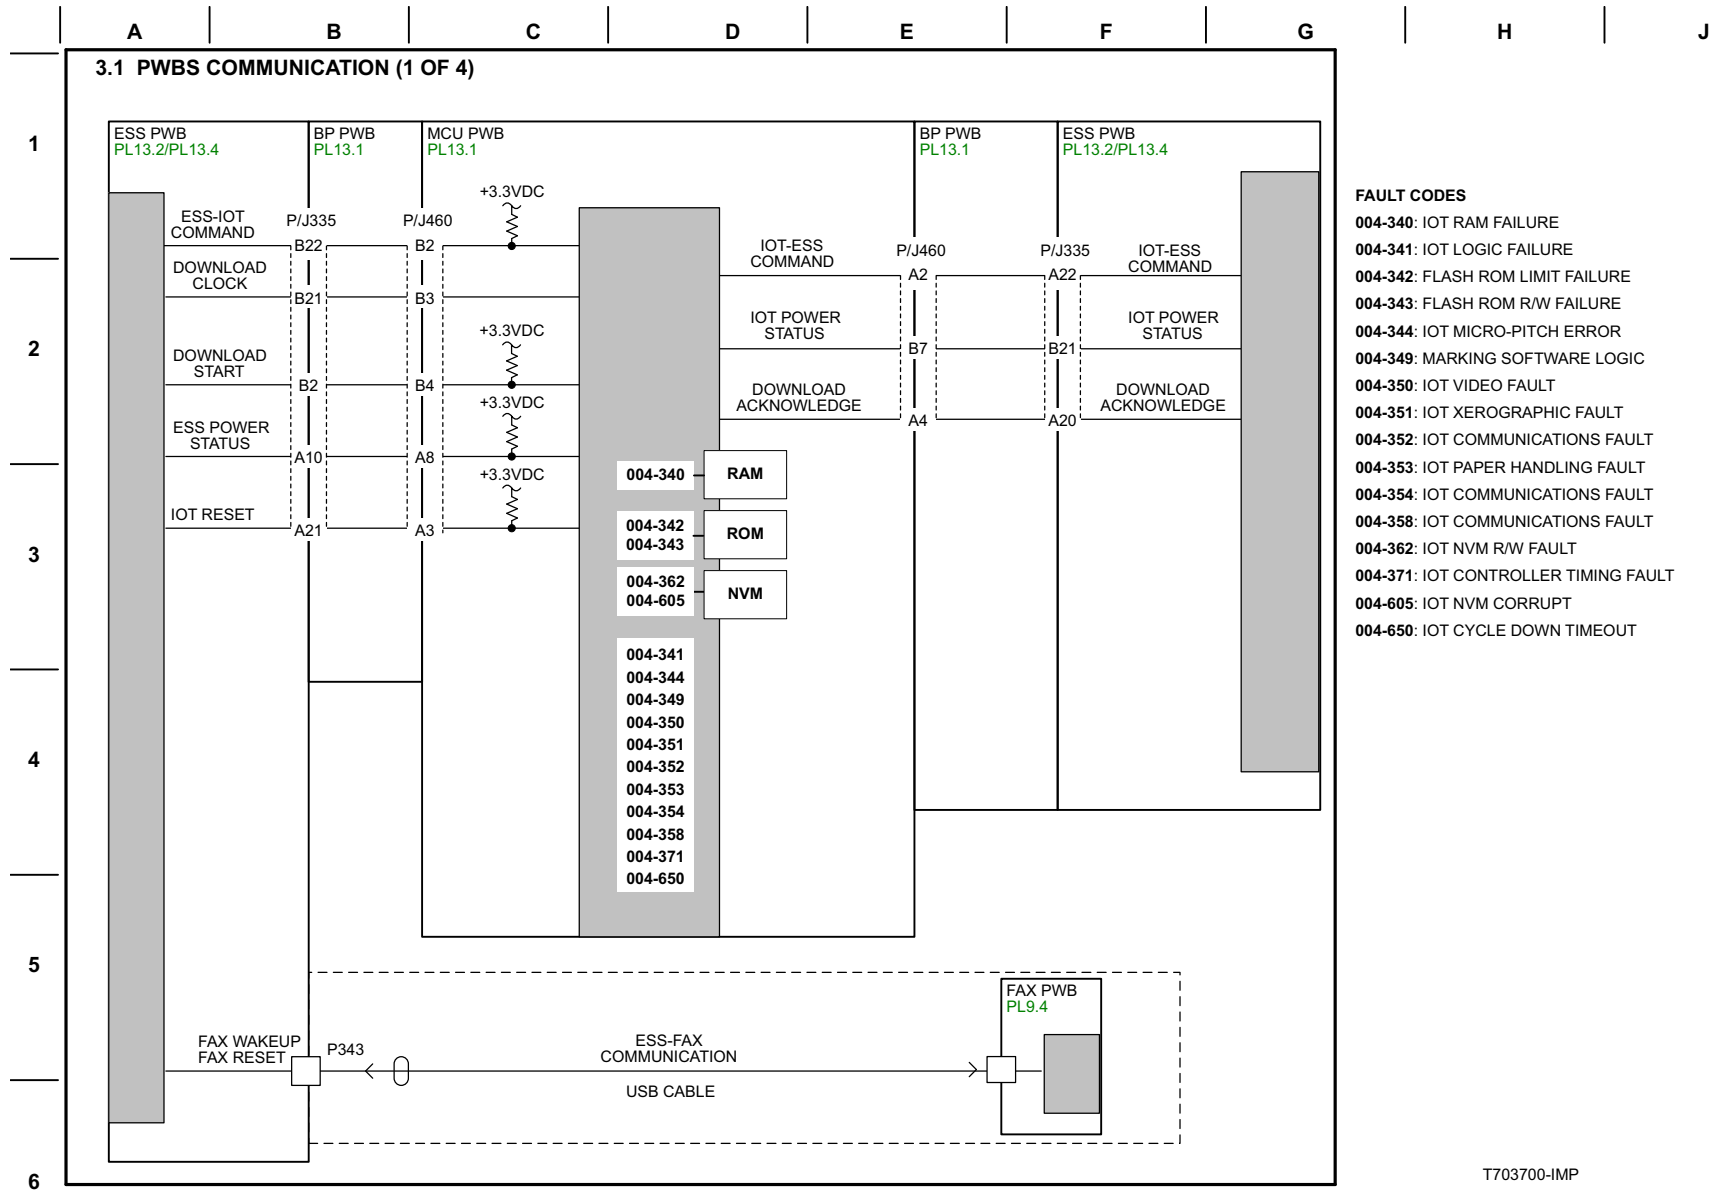 A B C D E F G H J
3.1 PWBS COMMUNICATION (1 OF 4)
1
2
3
4
5
6
ESS PWB
PL13.2/PL13.4
BP PWB
PL13.1
MCU PWB
PL13.1
BP PWB
PL13.1
ESS PWB
PL13.2/PL13.4
ESS-IOT
COMMAND
P/J335
P/J460
+3.3VDC
B22
B2
DOWNLOAD
CLOCK
B21
B3
+3.3VDC
DOWNLOAD
START
B2
B4
+3.3VDC
ESS POWER
STATUS
A10
A8
+3.3VDC
IOT RESET
A21
A3
IOT-ESS
COMMAND
P/J460
P/J335
IOT-ESS
COMMAND
A2
A22
IOT POWER
STATUS
IOT POWER
STATUS
B7
B21
DOWNLOAD
ACKNOWLEDGE
DOWNLOAD
ACKNOWLEDGE
A4
A20
004-340
RAM
004-342
004-343
ROM
004-362
004-605
NVM
004-341
004-344
004-349
004-350
004-351
004-352
004-353
004-354
004-358
004-371
004-650
FAX WAKEUP
FAX RESET
P343
ESS-FAX
COMMUNICATION
USB CABLE
FAX PWB
PL9.4
FAULT CODES
004-340: IOT RAM FAILURE
004-341: IOT LOGIC FAILURE
004-342: FLASH ROM LIMIT FAILURE
004-343: FLASH ROM R/W FAILURE
004-344: IOT MICRO-PITCH ERROR
004-349: MARKING SOFTWARE LOGIC
004-350: IOT VIDEO FAULT
004-351: IOT XEROGRAPHIC FAULT
004-352: IOT COMMUNICATIONS FAULT
004-353: IOT PAPER HANDLING FAULT
004-354: IOT COMMUNICATIONS FAULT
004-358: IOT COMMUNICATIONS FAULT
004-362: IOT NVM R/W FAULT
004-371: IOT CONTROLLER TIMING FAULT
004-605: IOT NVM CORRUPT
004-650: IOT CYCLE DOWN TIMEOUT
T703700-IMP